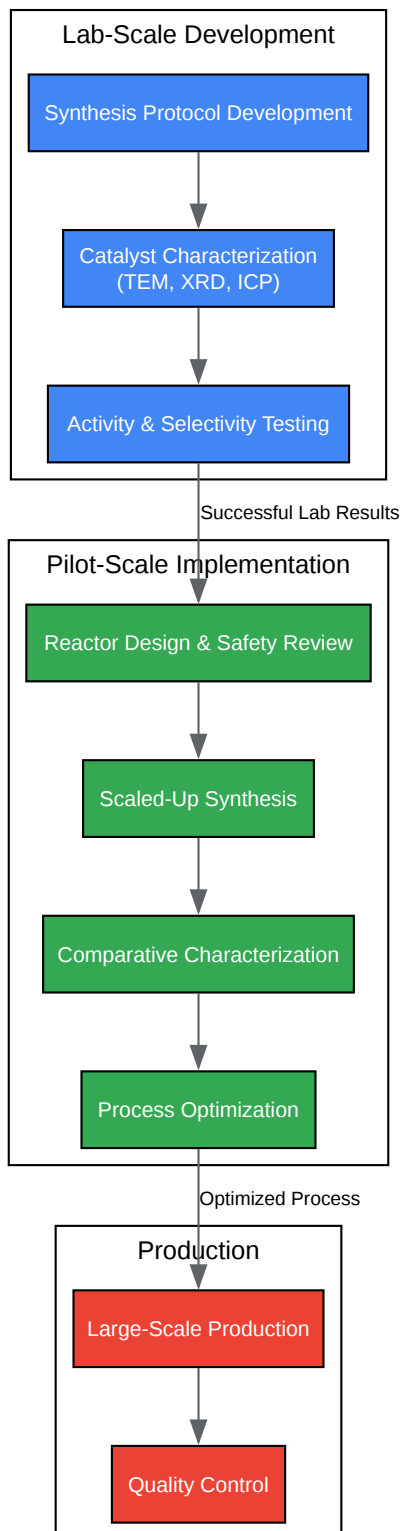 Lab-Scale Development
Synthesis Protocol Development
Catalyst Characterization
(TEM, XRD, ICP)
Activity & Selectivity Testing
Successful Lab Results
Pilot-Scale Implementation
Reactor Design & Safety Review
Scaled-Up Synthesis
Comparative Characterization
Process Optimization
Optimized Process
Production
Large-Scale Production
Quality Control